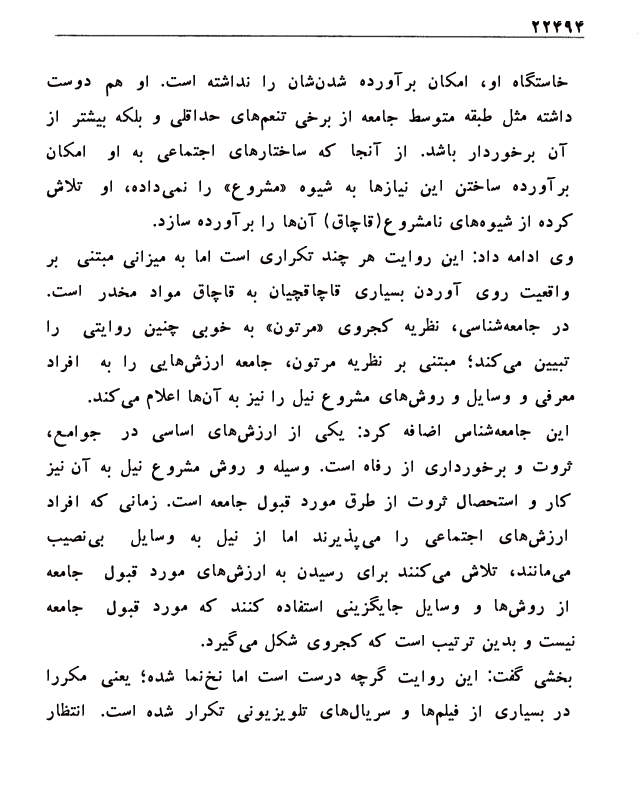 ۲۲۴۹۴
خاستگاه او، امکان برآورده شدن‌شان را نداشته است. او هم دوست
داشته مثل طبقه متوسط جامعه از برخی تنعم‌های حداقلی و بلکه بیشتر از
آن برخوردار باشد. از آنجا که ساختارهای اجتماعی به او امکان
برآورده ساختن این نیازها به شیوه «مشروع» را نمی‌داده، او تلاش
کرده از شیوه‌های نامشروع(قاچاق) آن‌ها را برآورده سازد.
وی ادامه داد: این روایت هر چند تکراری است اما به میزانی مبتنی بر
واقعیت روی آوردن بسیاری قاچاقچیان به قاچاق مواد مخدر است.
در جامعه‌شناسی، نظریه کجروی «مرتون» به خوبی چنین روایتی را
تبیین می‌کند؛ مبتنی بر نظریه مرتون، جامعه ارزش‌هایی را به افراد
معرفی و وسایل و روش‌های مشروع نیل را نیز به آن‌ها اعلام می‌کند.
این جامعه‌شناس اضافه کرد: یکی از ارزش‌های اساسی در جوامع،
ثروت و برخورداری از رفاه است. وسیله و روش مشروع نیل به آن نیز
کار و استحصال ثروت از طرق مورد قبول جامعه است. زمانی که افراد
ارزش‌های اجتماعی را می‌پذیرند اما از نیل به وسایل بی‌نصیب
می‌مانند، تلاش می‌کنند برای رسیدن به ارزش‌های مورد قبول جامعه
از روش‌ها و وسایل جایگزینی استفاده کنند که مورد قبول جامعه
نیست و بدین ترتیب است که کجروی شکل می‌گیرد.
بخشی گفت: این روایت گرچه درست است اما نخ‌نما شده؛ یعنی مکررا
در بسیاری از فیلم‌ها و سریال‌های تلویزیونی تکرار شده است. انتظار